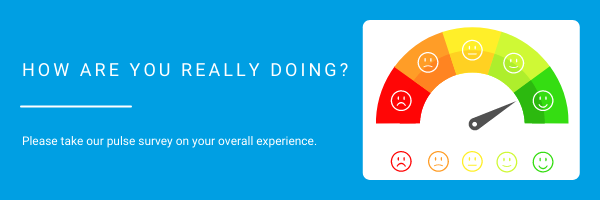 HOW ARE YOU REALLY DOING?
Please take our pulse survey on your overall experience.